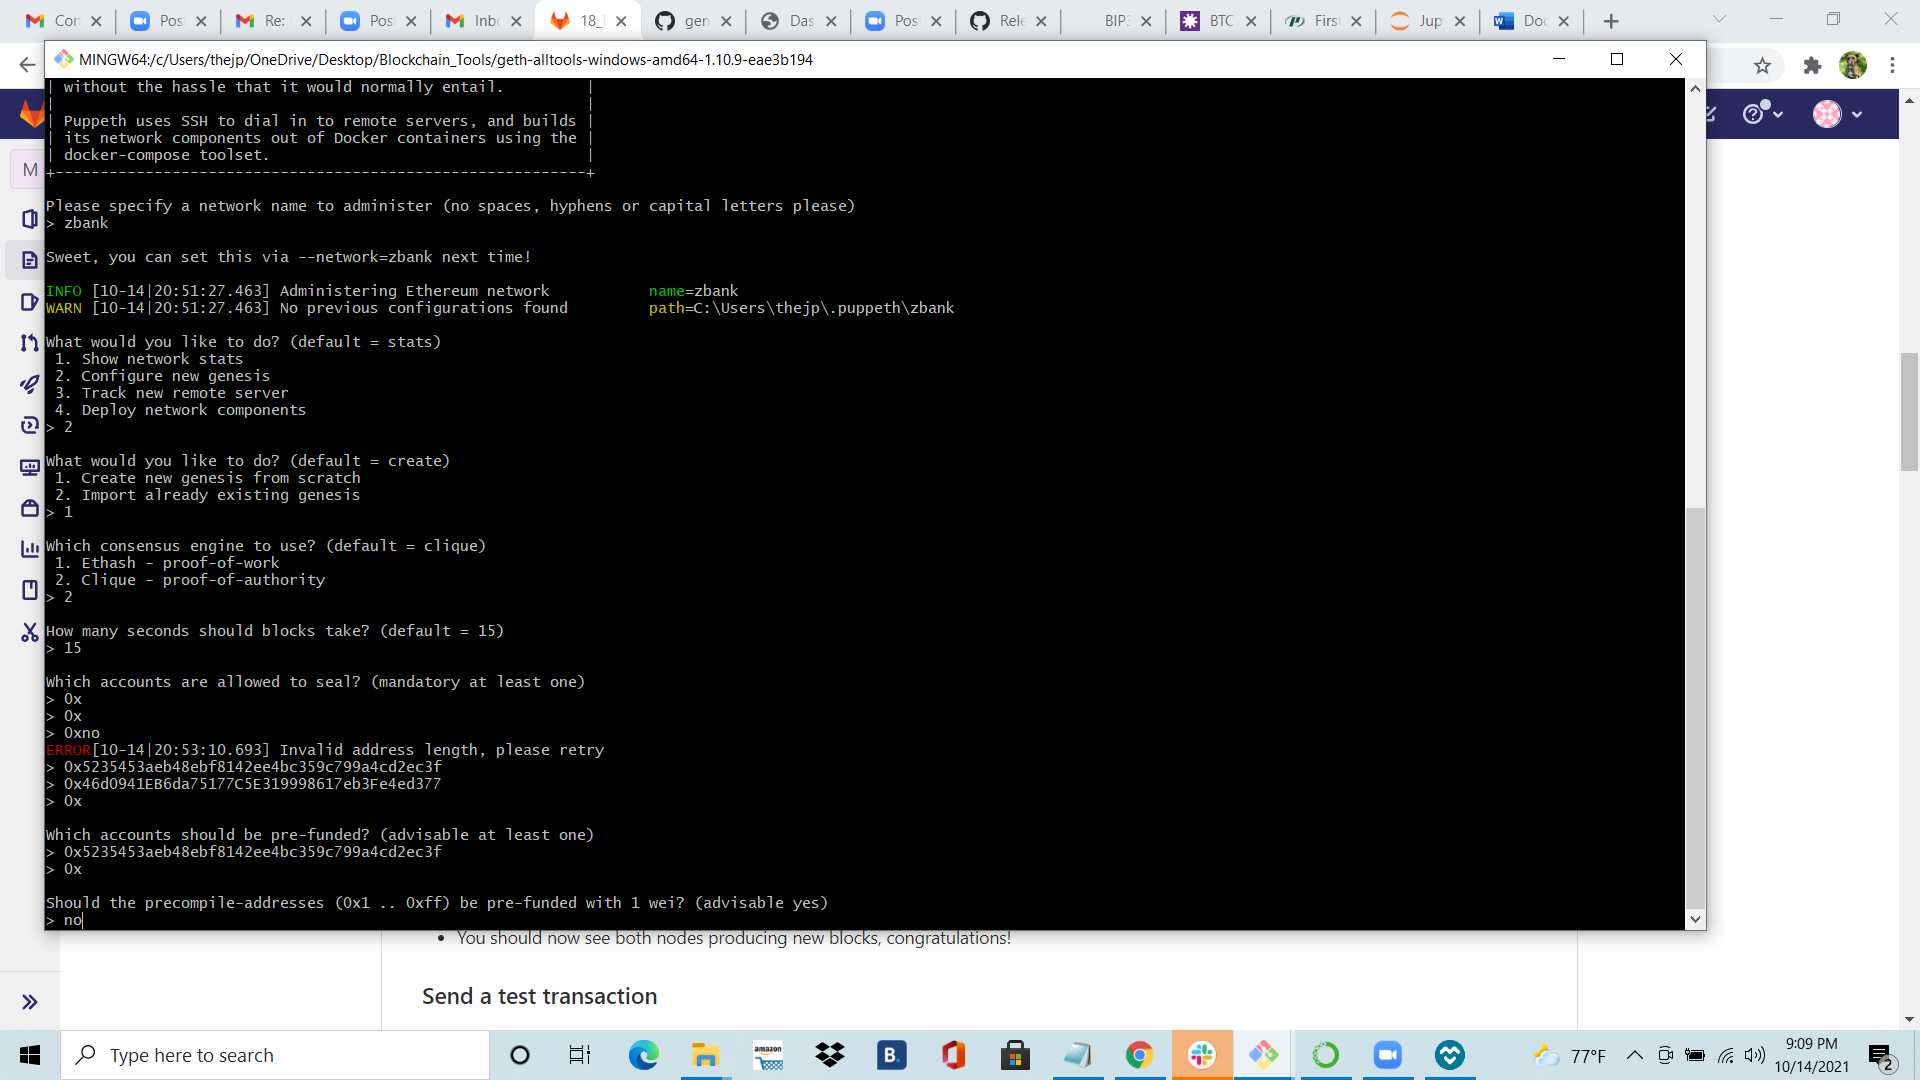 Con
Post
Re:
Post
Inbo
18_
gen
Das
Post
Rele
BIP3
BTC
First
Jup
Doc
MINGW64:/c/Users/thejp/OneDrive/Desktop/Blockchain_Tools/geth-alltools-windows-amd64-1.10.9-eae3b194
| without the hassle that it would normally entail. |
| |
| Puppeth uses SSH to dial in to remote servers, and builds |
| its network components out of Docker containers using the |
| docker-compose toolset. |
+-----------------------------------------------------------+
Please specify a network name to administer (no spaces, hyphens or capital letters please)
> zbank
Sweet, you can set this via --network=zbank next time!
INFO [10-14|20:51:27.463] Administering Ethereum network name=zbank
WARN [10-14|20:51:27.463] No previous configurations found path=C:\Users\thejp\.puppeth\zbank
What would you like to do? (default = stats)
1. Show network stats
2. Configure new genesis
3. Track new remote server
4. Deploy network components
> 2
What would you like to do? (default = create)
1. Create new genesis from scratch
2. Import already existing genesis
> 1
Which consensus engine to use? (default = clique)
1. Ethash - proof-of-work
2. Clique - proof-of-authority
> 2
How many seconds should blocks take? (default = 15)
> 15
Which accounts are allowed to seal? (mandatory at least one)
> 0x
> 0x
> 0xno
ERROR[10-14|20:53:10.693] Invalid address length, please retry
> 0x5235453aeb48ebf8142ee4bc359c799a4cd2ec3f
> 0x46d0941EB6da75177C5E319998617eb3Fe4ed377
> 0x
Which accounts should be pre-funded? (advisable at least one)
> 0x5235453aeb48ebf8142ee4bc359c799a4cd2ec3f
> 0x
Should the precompile-addresses (0x1 .. 0xff) be pre-funded with 1 wei? (advisable yes)
> no
M
• You should now see both nodes producing new blocks, congratulations!
Send a test transaction
Type here to search
amazon
B.
77°F
9:09 PM
10/14/2021
2